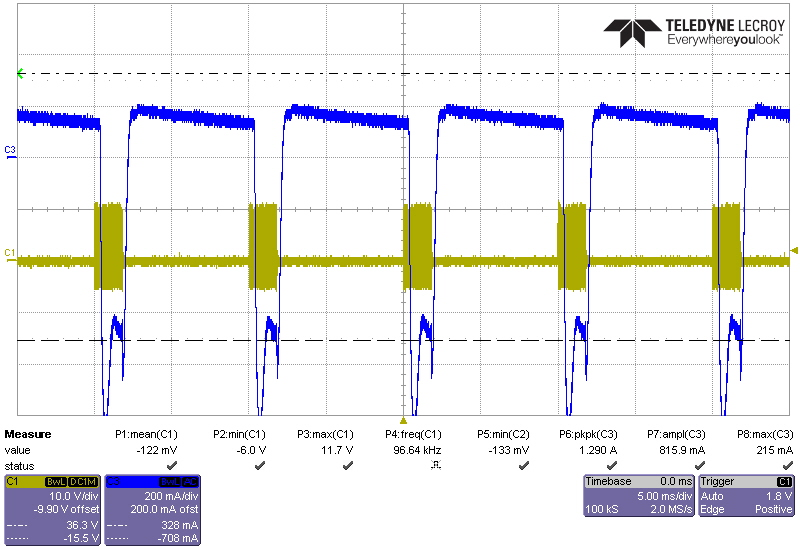 TELEDYNE LECROY
Everywhereyoulook™
C3
C1
Measure P1:mean(C1) P2:min(C1) P3:max(C1) P4:freq(C1) P5:min(C2) P6:pkpk(C3) P7:ampl(C3) P8:max(C3)
value -122 mV -6.0 V 11.7 V 96.64 kHz -133 mV 1.290 A 815.9 mA 215 mA
status
C1 BwL DC1M
10.0 V/div
-9.90 V offset
36.3 V
-15.5 V
C3 BwL AC
200 mA/div
200.0 mA ofst
328 mA
-708 mA
Timebase 0.0 ms
5.00 ms/div
100 kS 2.0 MS/s
Trigger C1
Auto 1.8 V
Edge Positive